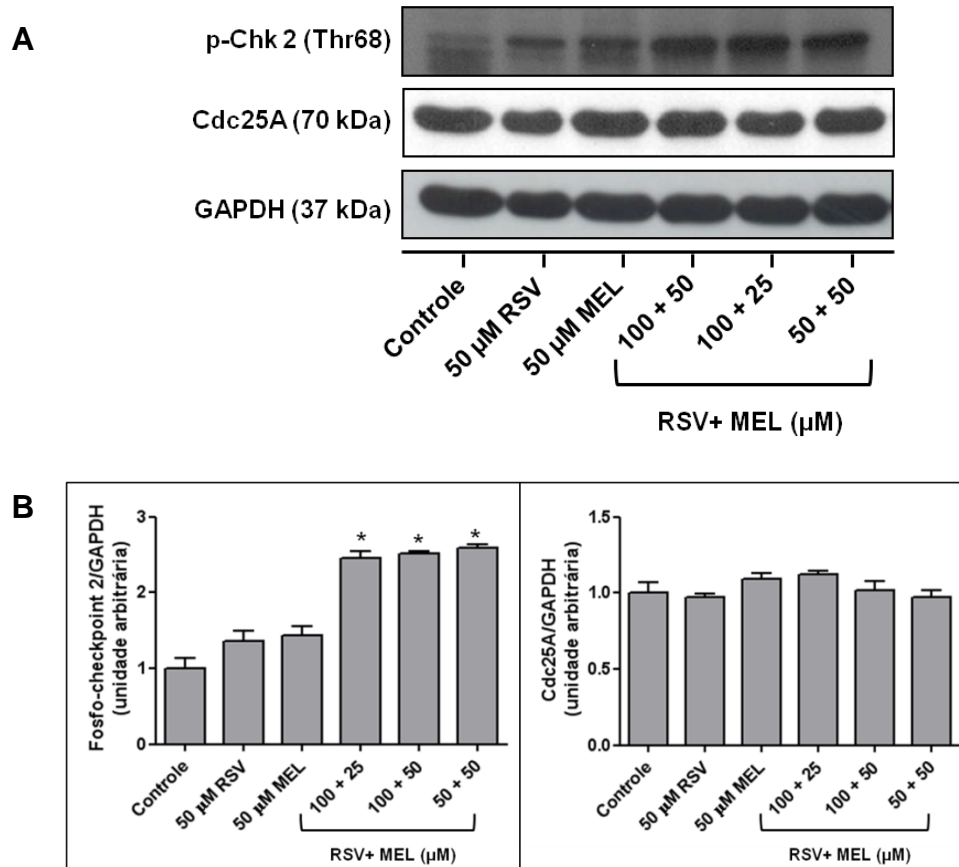 A
p-Chk 2 (Thr68)
Cdc25A (70 kDa)
GAPDH (37 kDa)
Controle
50 µM RSV
50 µM MEL
100 + 50
100 + 25
50 + 50
RSV+ MEL (µM)
B
Fosfo-checkpoint 2/GAPDH
(unidade arbitrária)
3
2
1
0
*
*
*
Controle
50 µM RSV
50 µM MEL
100 + 25
100 + 50
50 + 50
RSV+ MEL (µM)
Cdc25A/GAPDH
(unidade arbitrária)
1.5
1.0
0.5
0.0
Controle
50 µM RSV
50 µM MEL
100 + 25
100 + 50
50 + 50
RSV+ MEL (µM)